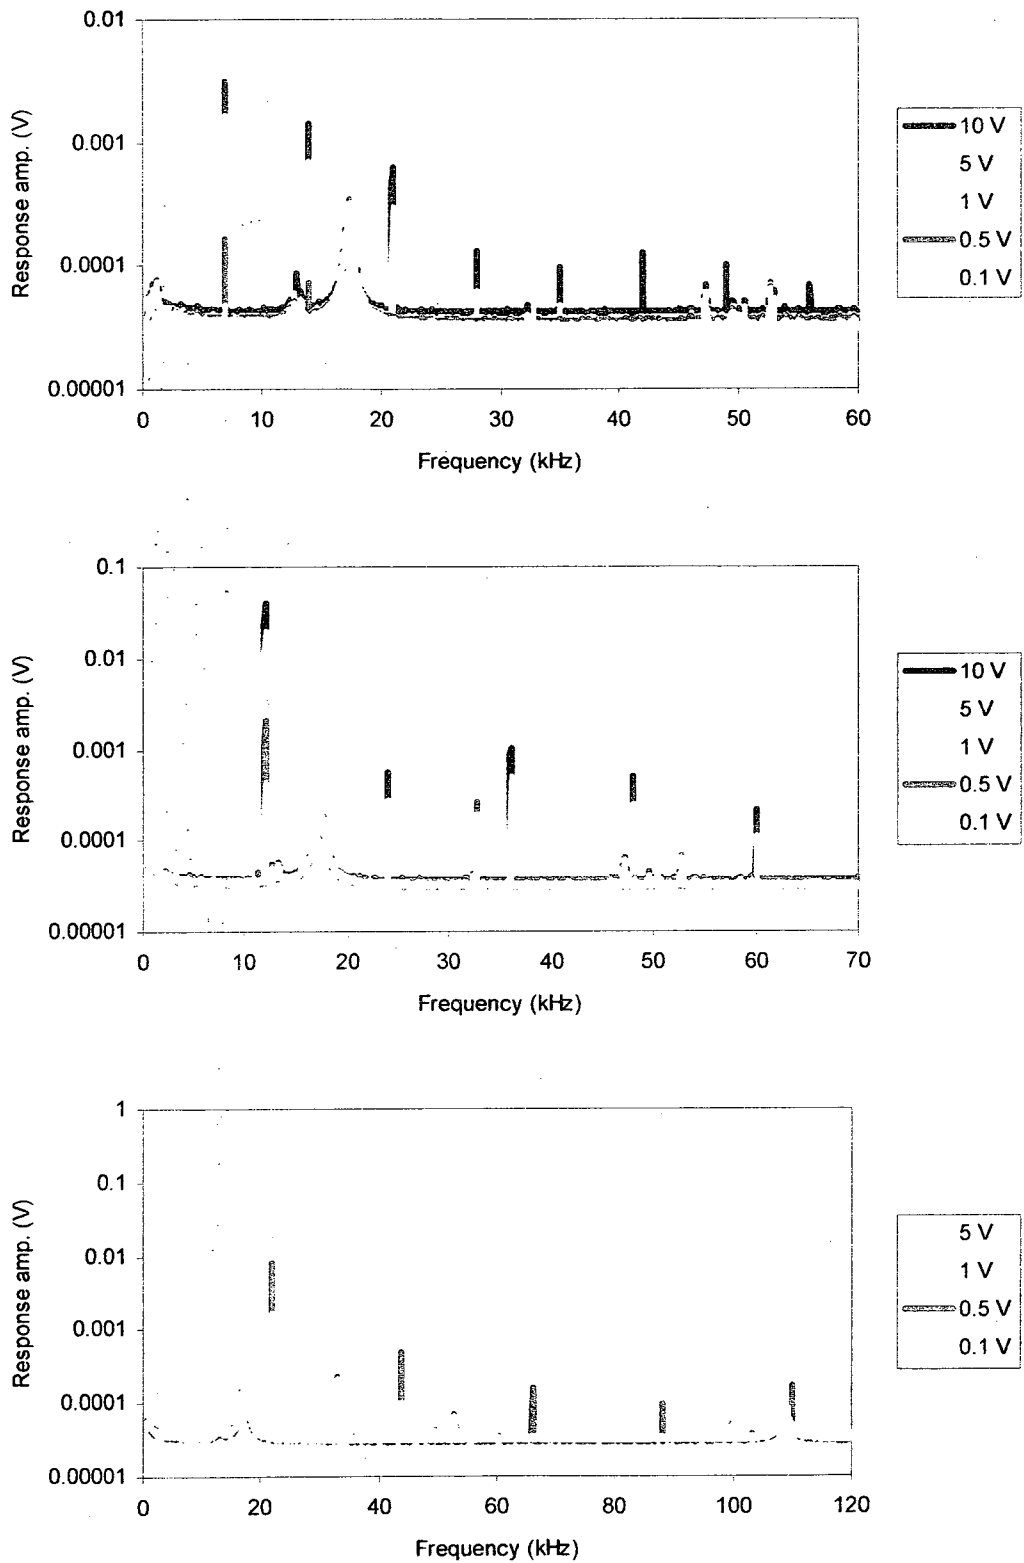 0.01
0.001
0.0001
0.00001
Response amp. (V)
0 10 20 30 40 50 60
Frequency (kHz)
10 V
5 V
1 V
0.5 V
0.1 V
0.1
0.01
0.001
0.0001
0.00001
Response amp. (V)
0 10 20 30 40 50 60 70
Frequency (kHz)
10 V
5 V
1 V
0.5 V
0.1 V
1
0.1
0.01
0.001
0.0001
0.00001
Response amp. (V)
0 20 40 60 80 100 120
Frequency (kHz)
5 V
1 V
0.5 V
0.1 V